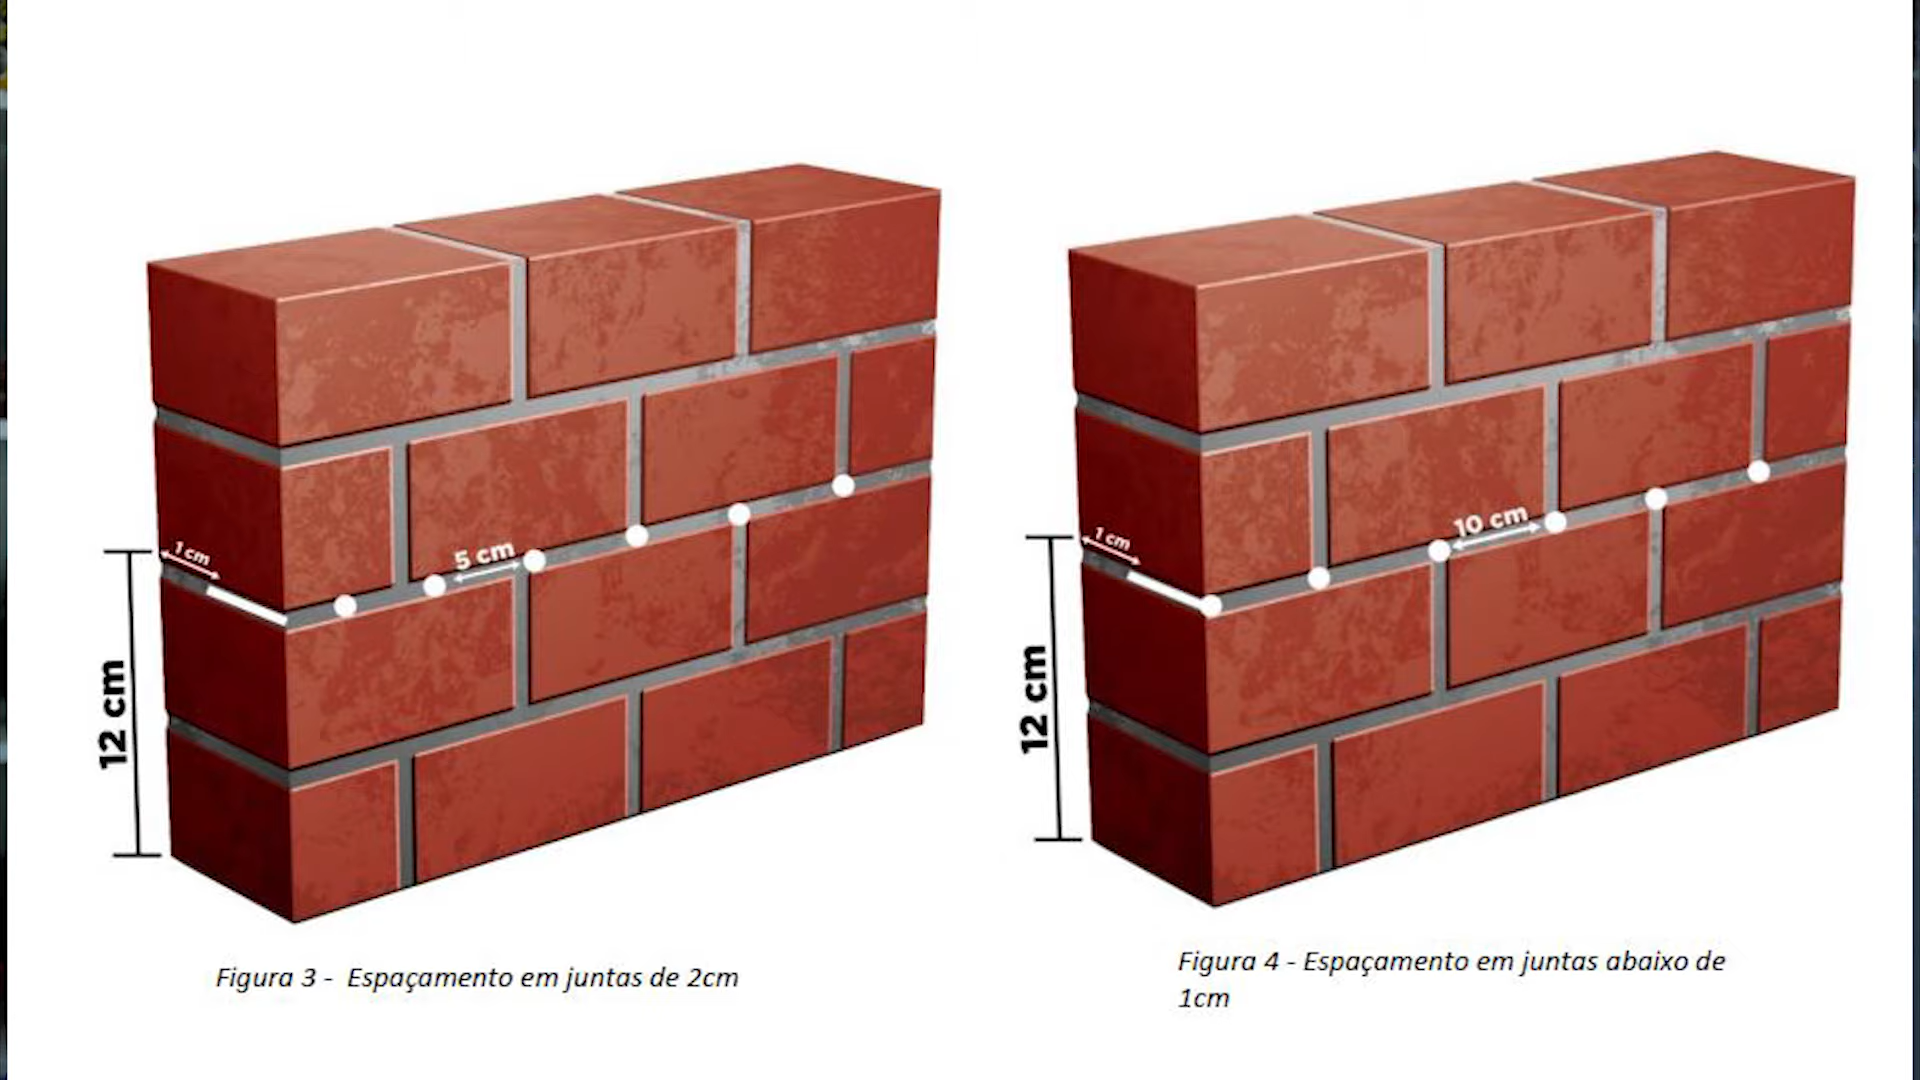 1 cm
5 cm
12 cm
Figura 3 - Espaçamento em juntas de 2cm
1 cm
10 cm
12 cm
Figura 4 - Espaçamento em juntas abaixo de
1cm